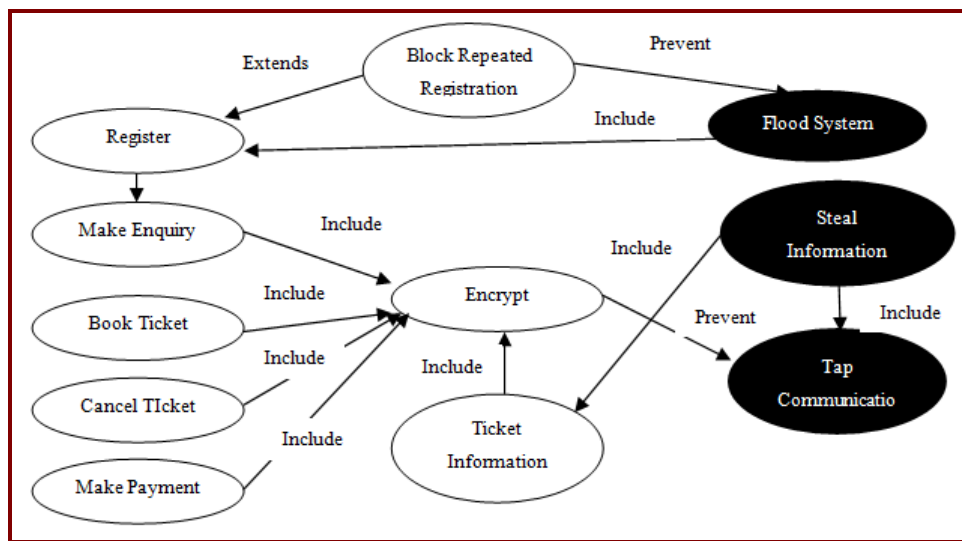 Block Repeated
Registration
Prevent
Extends
Flood System
Include
Register
Make Enquiry
Include
Steal
Information
Include
Include
Encrypt
Book Ticket
Prevent
Include
Include
Include
Tap
Communicatio
Cancel TIcket
Ticket
Information
Include
Make Payment